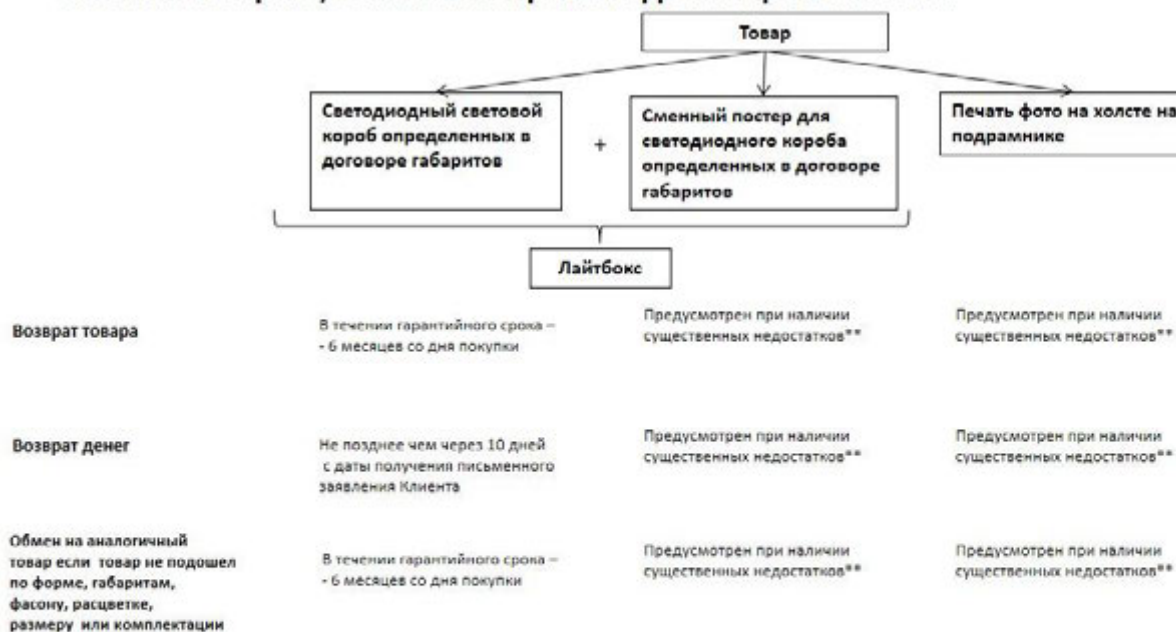 Товар
Светодиодный световой
короб определенных в
договоре габаритов
+
Сменный постер для
светодиодного короба
определенных в договоре
габаритов
Печать фото на холсте на
подрамнике
Лайтбокс
Возврат товара
В течении гарантийного срока –
- 6 месяцев со дня покупки
Предусмотрен при наличии
существенных недостатков**
Предусмотрен при наличии
существенных недостатков**
Возврат денег
Не позднее чем через 10 дней
с даты получения письменного
заявления Клиента
Предусмотрен при наличии
существенных недостатков**
Предусмотрен при наличии
существенных недостатков**
Обмен на аналогичный
товар если товар не подошел
по форме, габаритам,
фасону, расцветке,
размеру или комплектации
В течении гарантийного срока –
- 6 месяцев со дня покупки
Предусмотрен при наличии
существенных недостатков**
Предусмотрен при наличии
существенных недостатков**